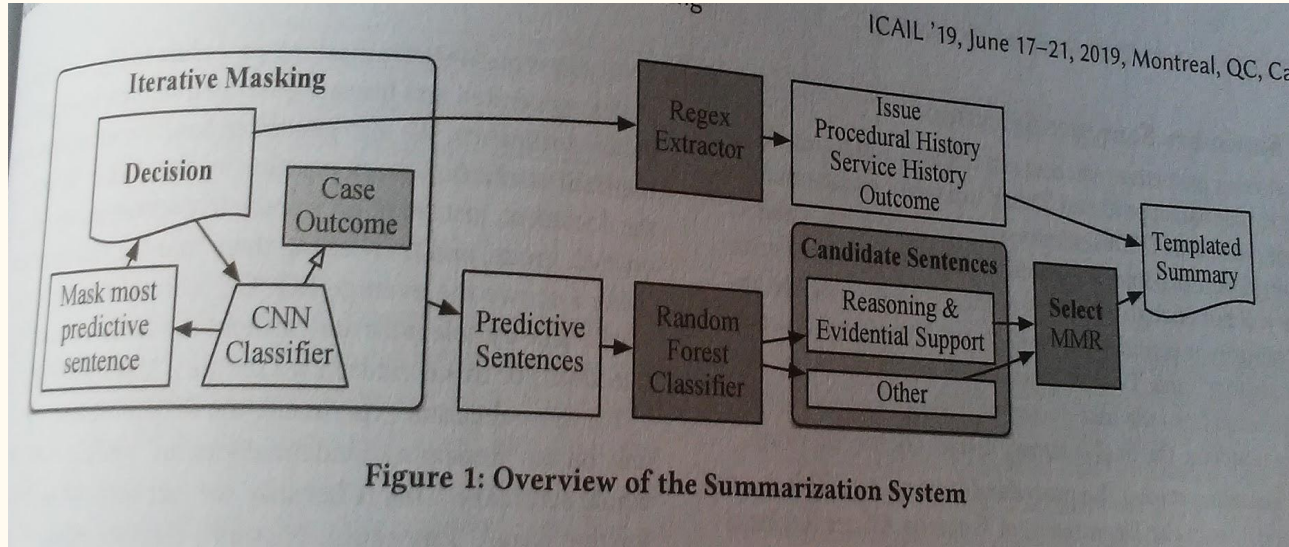 ICAIL '19, June 17–21, 2019, Montreal, QC, Ca
Iterative Masking
Decision
Case
Outcome
Mask most
predictive
sentence
CNN
Classifier
Predictive
Sentences
Regex
Extractor
Issue
Procedural History
Service History
Outcome
Random
Forest
Classifier
Candidate Sentences
Reasoning &
Evidential Support
Other
Select
MMR
Templated
Summary
Figure 1: Overview of the Summarization System